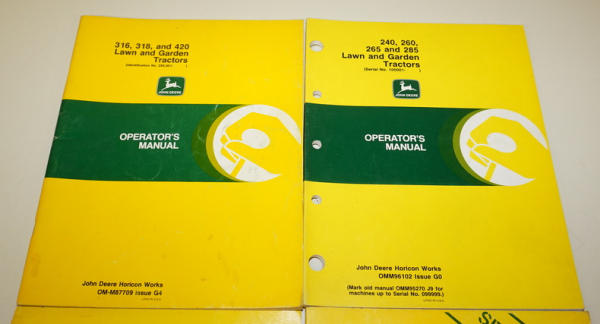 316, 318, and 420
Lawn and Garden
Tractors
JOHN DEERE
OPERATOR'S
MANUAL
John Deere Horicon Works
OM-M87709 Issue G4
240, 260,
265 and 285
Lawn and Garden
Tractors
(Serial No. 100001- )
JOHN DEERE
OPERATOR'S
MANUAL
John Deere Horicon Works
OMM96102 Issue G0
(Mark old manual OMM95270 J9 for
machines up to Serial No. 099999.)